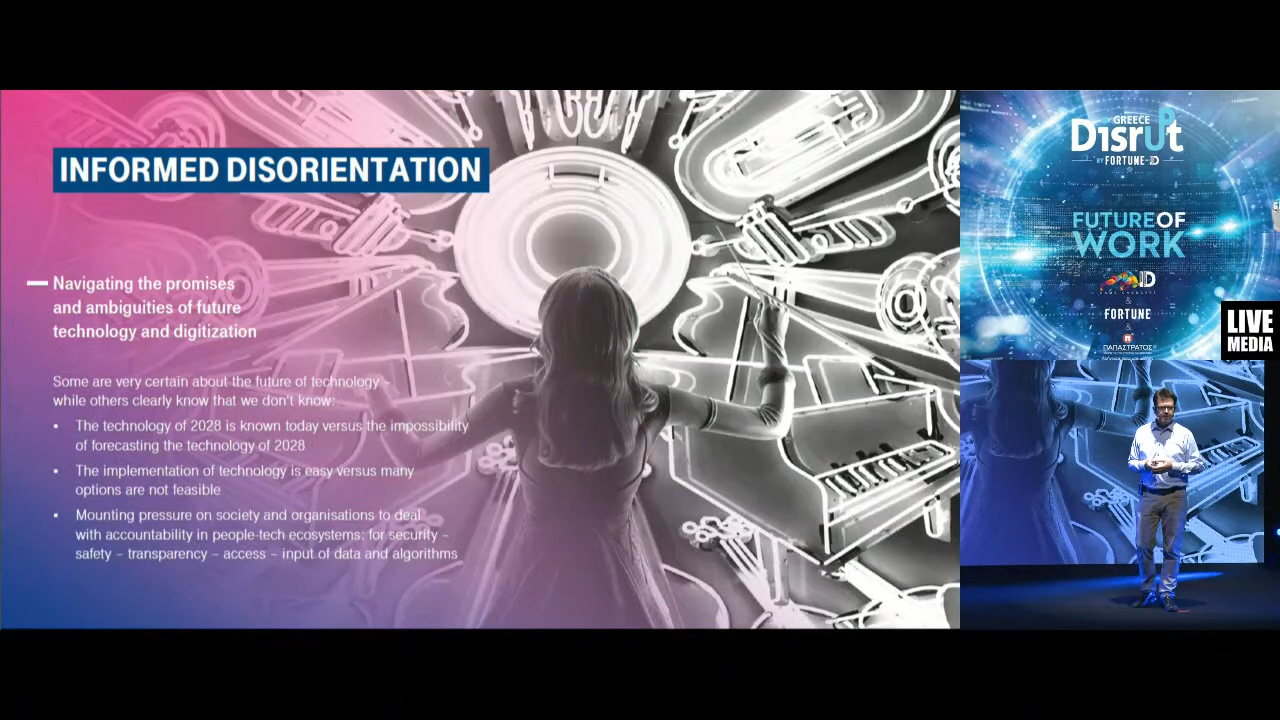 INFORMED DISORIENTATION
Navigating the promises
and ambiguities of future
technology and digitization
Some are very certain about the future of technology –
while others clearly know that we don't know:
▪ The technology of 2028 is known today versus the impossibility
of forecasting the technology of 2028
▪ The implementation of technology is easy versus many
options are not feasible
▪ Mounting pressure on society and organisations to deal
with accountability in people-tech ecosystems: for security –
safety – transparency – access – input of data and algorithms
GREECE
DısrUpt
BY FORTUNE ID
FUTURE OF
WORK
ID
&
FORTUNE
&
ΠΑΠΑΣΤΡΑΤΟΣ
LIVE
MEDIA